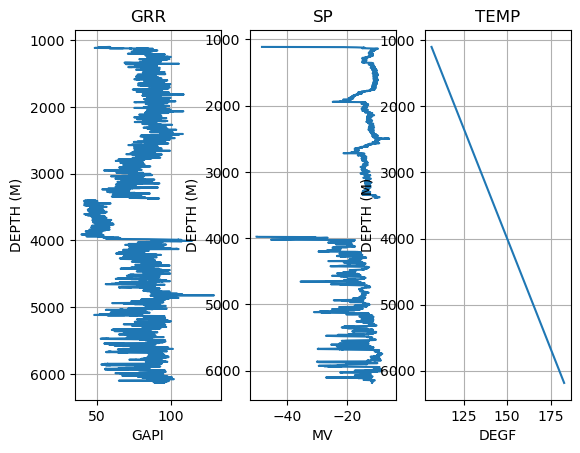 GRR SP TEMP
1000 1000 1000
2000 2000 2000
3000 3000 3000
4000 4000 4000
5000 5000 5000
6000 6000 6000
DEPTH (M) DEPTH (M) DEPTH (M)
50 100 −40 −20 125 150 175
GAPI MV DEGF